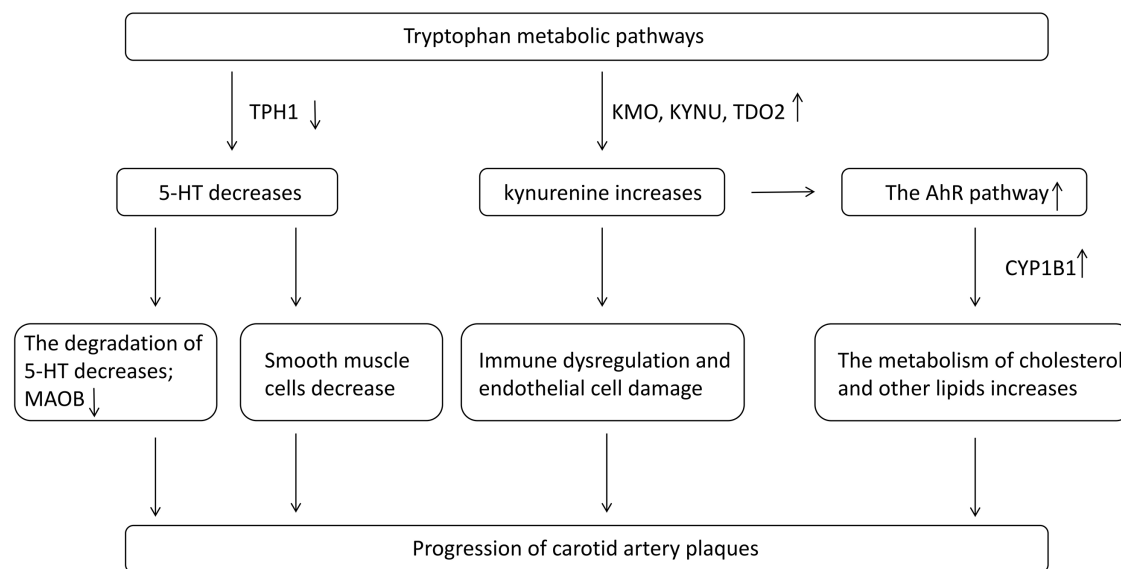 Tryptophan metabolic pathways
TPH1 ↓
KMO, KYNU, TDO2 ↑
5-HT decreases
kynurenine increases
The AhR pathway ↑
CYP1B1 ↑
The degradation of
5-HT decreases;
MAOB ↓
Smooth muscle
cells decrease
Immune dysregulation and
endothelial cell damage
The metabolism of cholesterol
and other lipids increases
Progression of carotid artery plaques